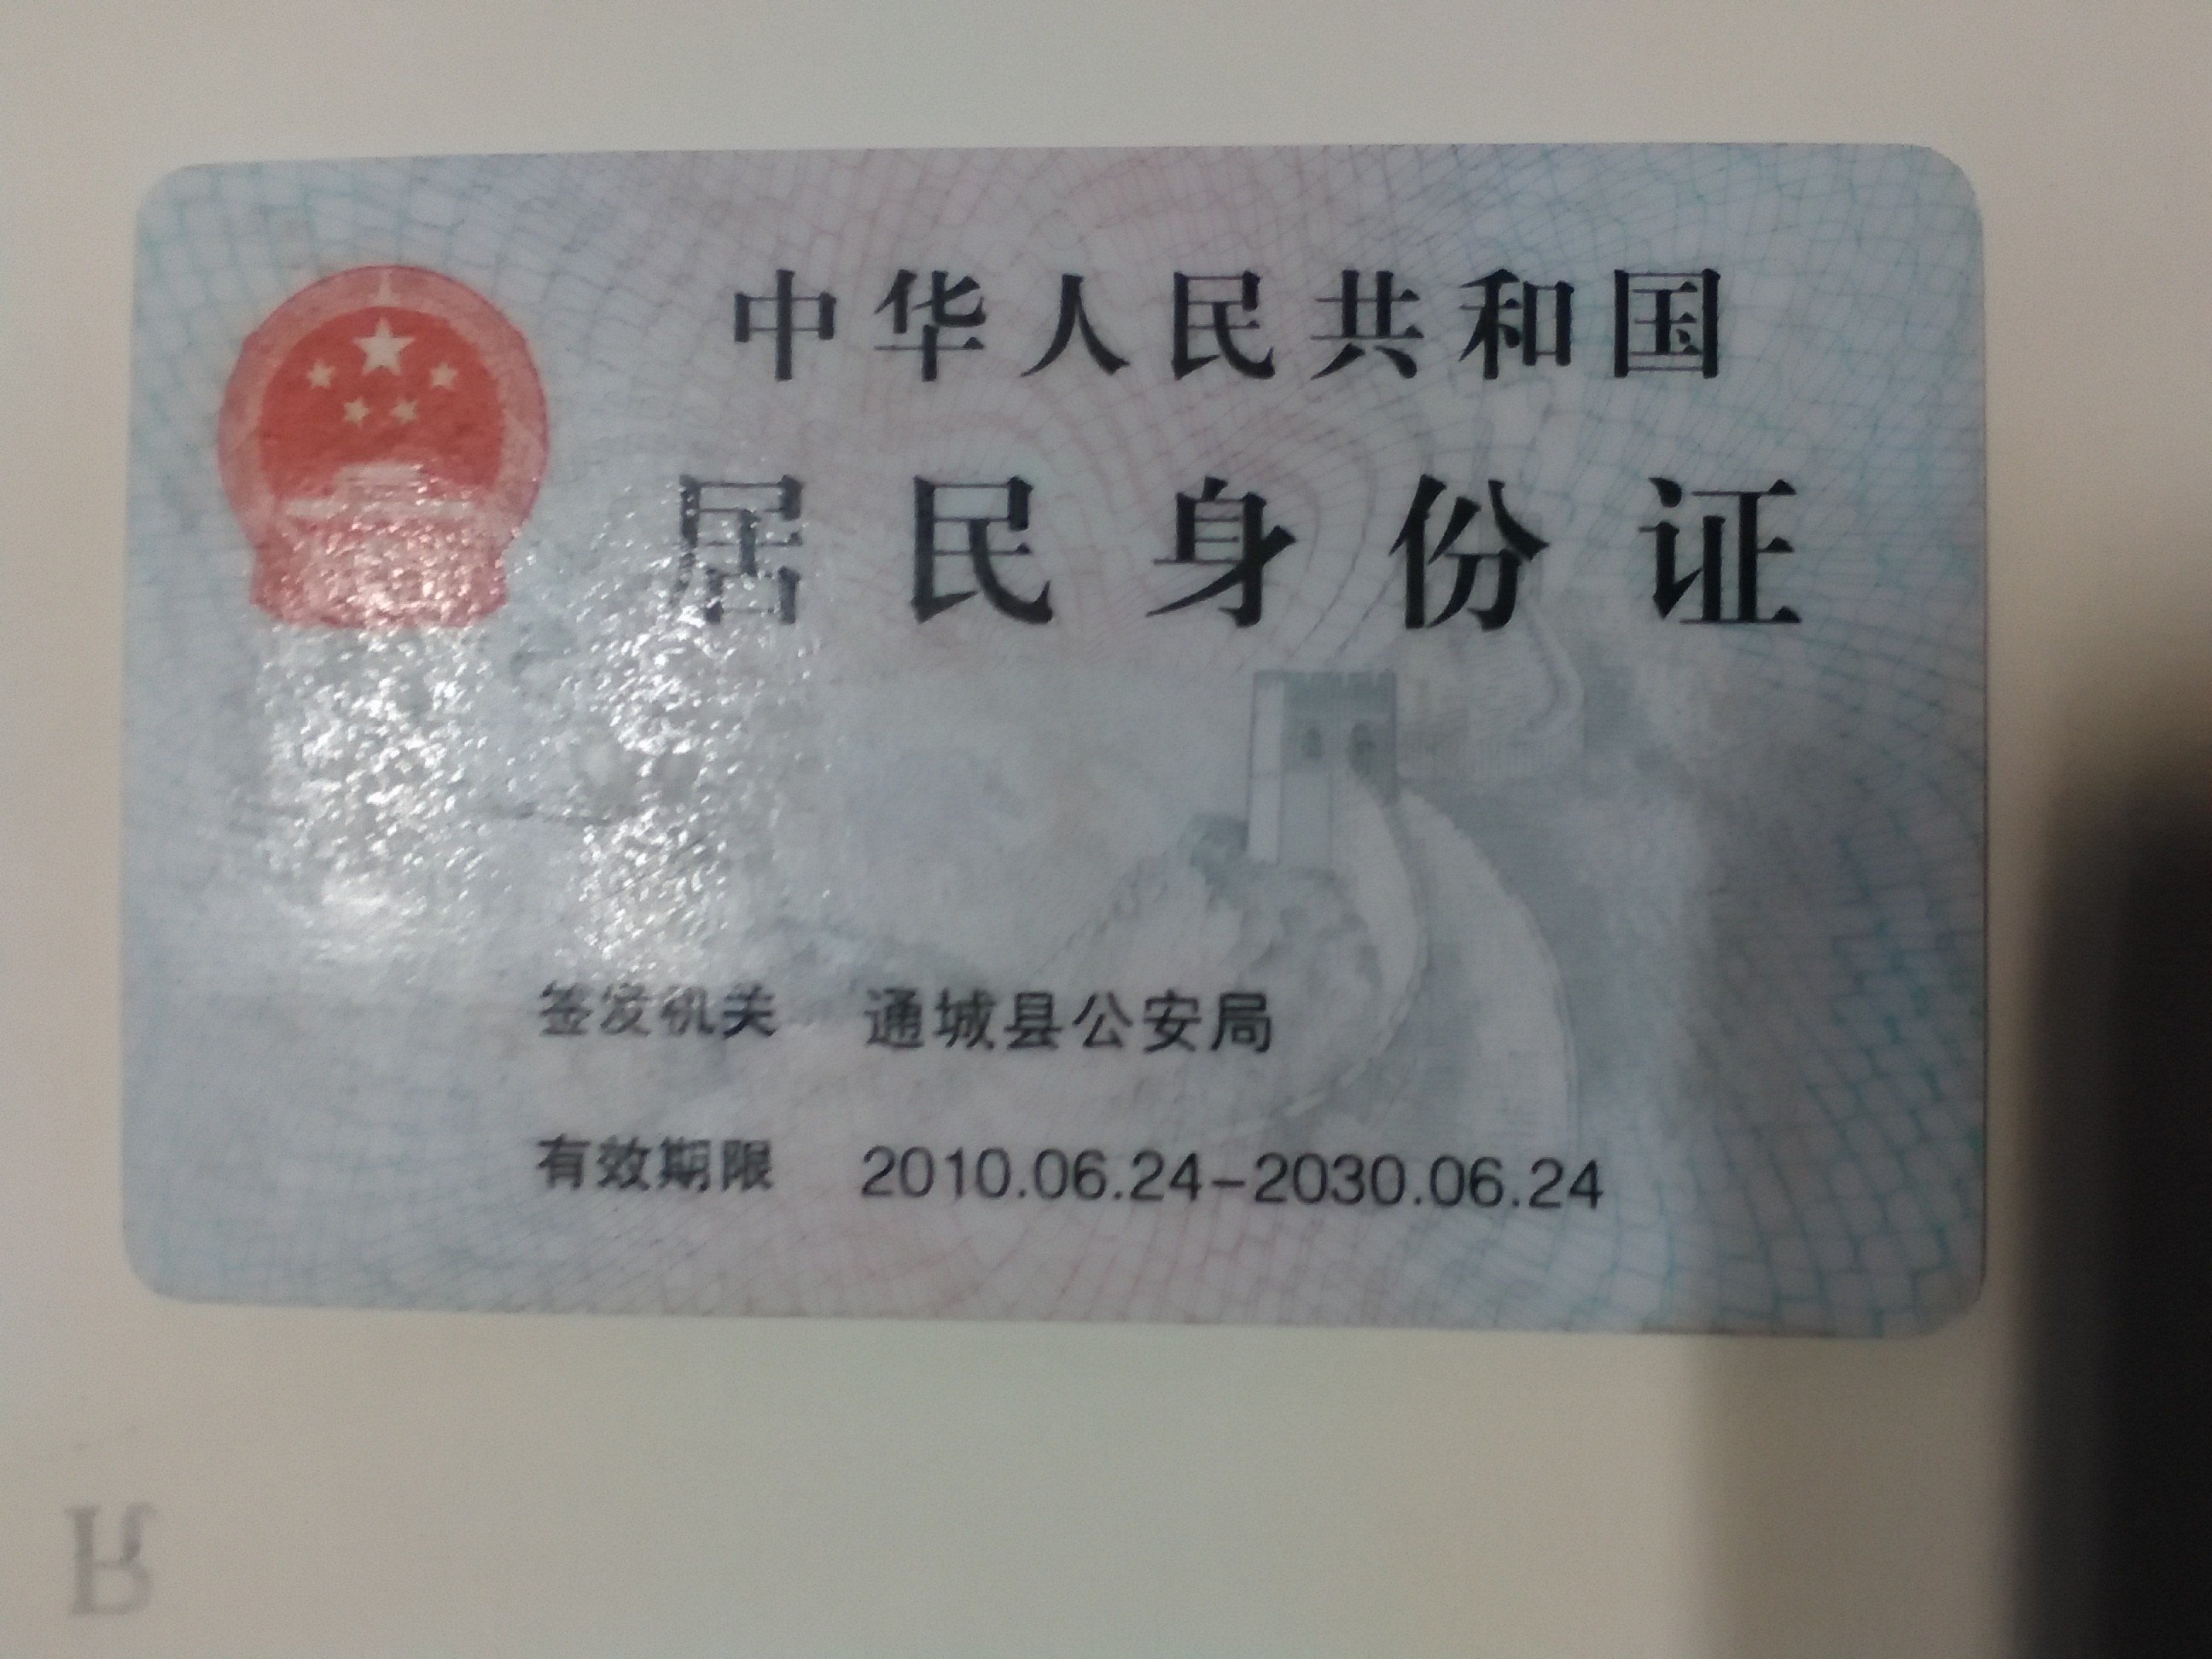 中华人民共和国
居民身份证
签发机关 通城县公安局
有效期限 2010.06.24-2030.06.24
R